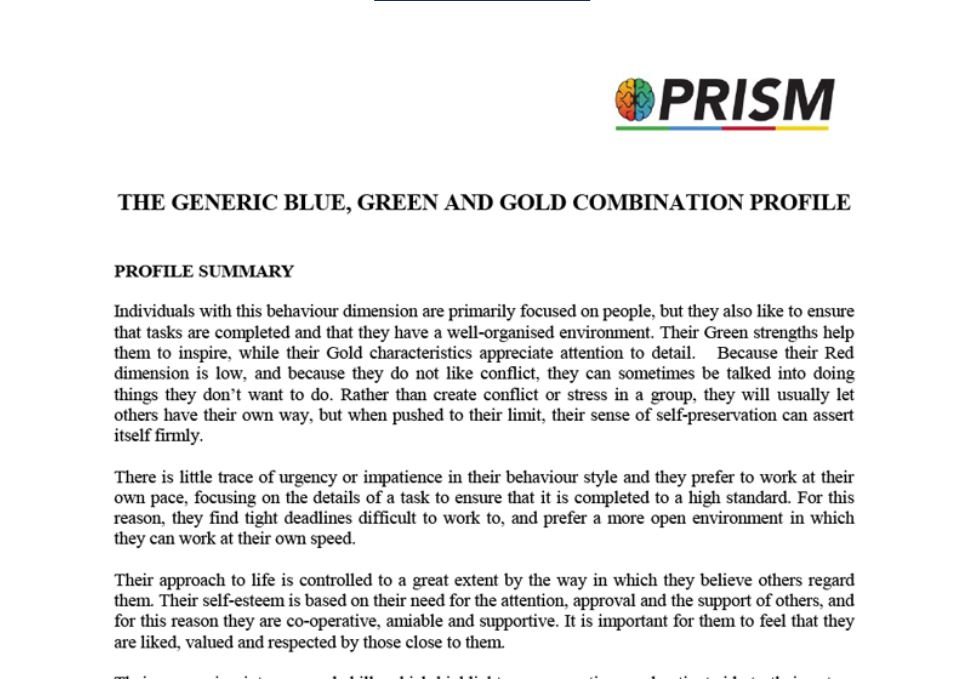 PRISM
THE GENERIC BLUE, GREEN AND GOLD COMBINATION PROFILE
PROFILE SUMMARY
Individuals with this behaviour dimension are primarily focused on people, but they also like to ensure
that tasks are completed and that they have a well-organised environment. Their Green strengths help
them to inspire, while their Gold characteristics appreciate attention to detail. Because their Red
dimension is low, and because they do not like conflict, they can sometimes be talked into doing
things they don't want to do. Rather than create conflict or stress in a group, they will usually let
others have their own way, but when pushed to their limit, their sense of self-preservation can assert
itself firmly.
There is little trace of urgency or impatience in their behaviour style and they prefer to work at their
own pace, focusing on the details of a task to ensure that it is completed to a high standard. For this
reason, they find tight deadlines difficult to work to, and prefer a more open environment in which
they can work at their own speed.
Their approach to life is controlled to a great extent by the way in which they believe others regard
them. Their self-esteem is based on their need for the attention, approval and the support of others, and
for this reason they are co-operative, amiable and supportive. It is important for them to feel that they
are liked, valued and respected by those close to them.